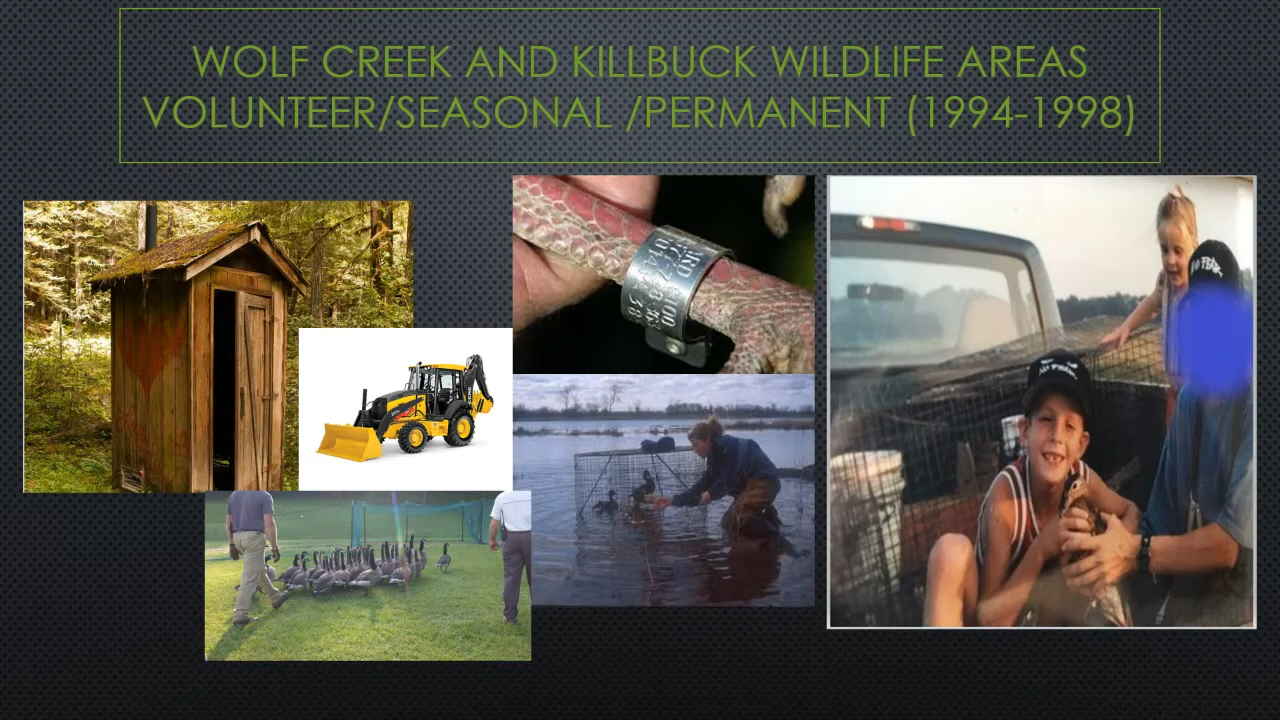 WOLF CREEK AND KILLBUCK WILDLIFE AREAS
VOLUNTEER/SEASONAL /PERMANENT (1994-1998)